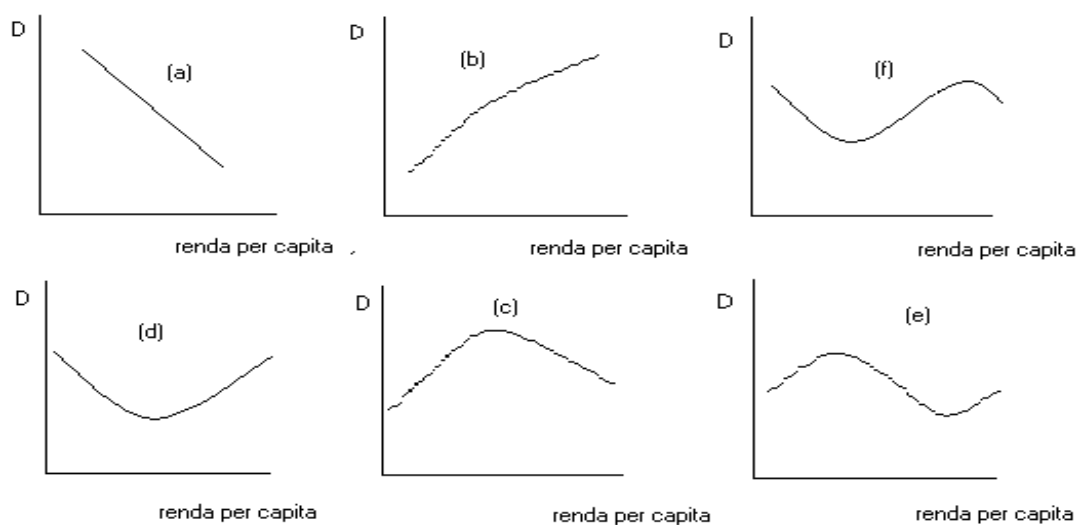 D
(a)
renda per capita
D
(b)
renda per capita
D
(f)
renda per capita
D
(d)
renda per capita
D
(c)
renda per capita
D
(e)
renda per capita